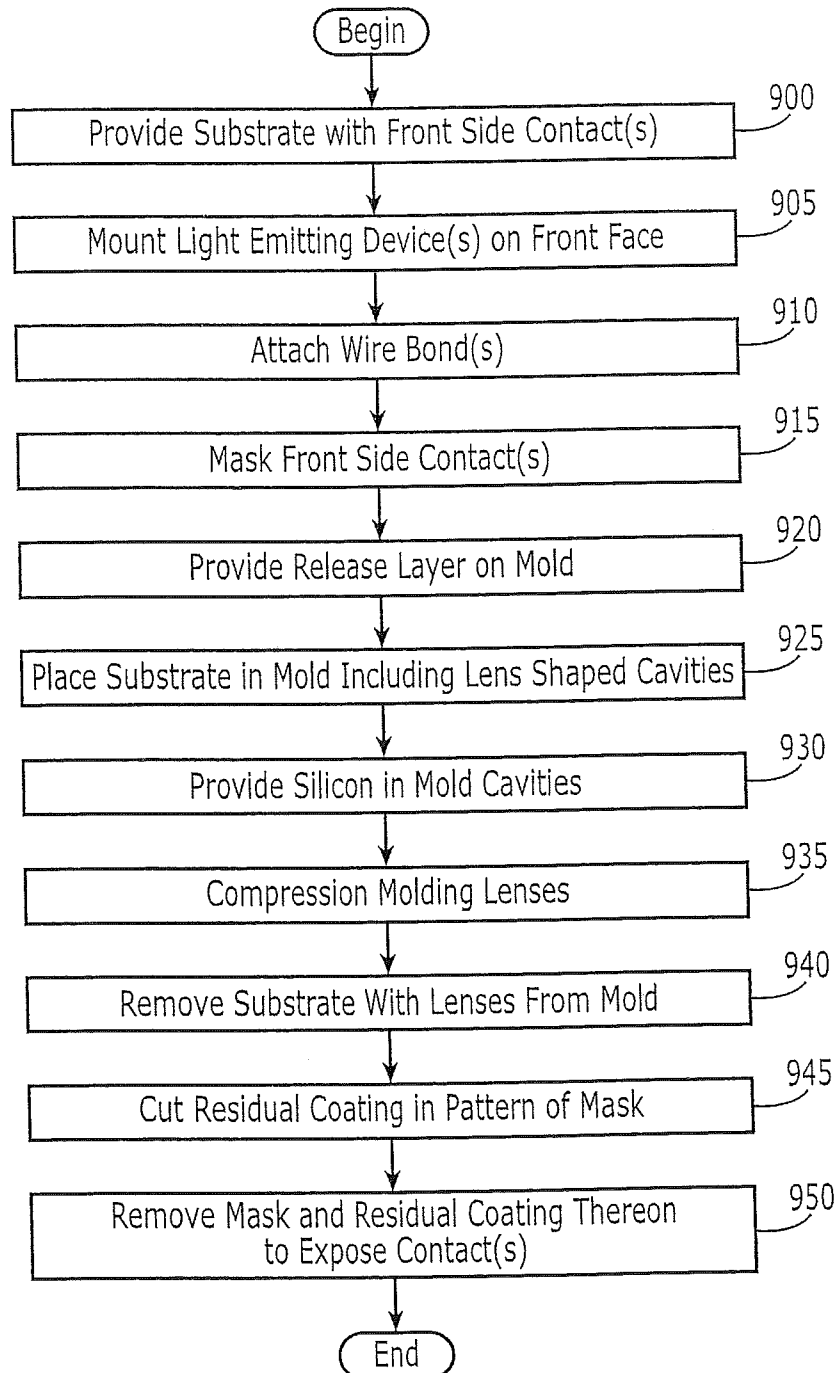 Begin
900
Provide Substrate with Front Side Contact(s)
905
Mount Light Emitting Device(s) on Front Face
910
Attach Wire Bond(s)
915
Mask Front Side Contact(s)
920
Provide Release Layer on Mold
925
Place Substrate in Mold Including Lens Shaped Cavities
930
Provide Silicon in Mold Cavities
935
Compression Molding Lenses
940
Remove Substrate With Lenses From Mold
945
Cut Residual Coating in Pattern of Mask
950
Remove Mask and Residual Coating Thereon
to Expose Contact(s)
End